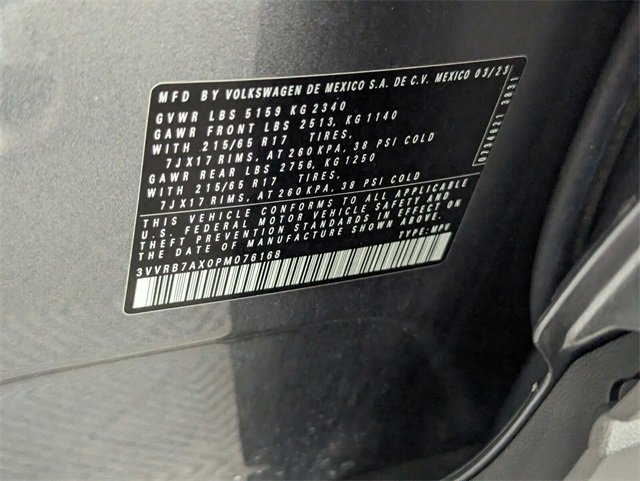 MFD BY VOLKSWAGEN DE MEXICO S.A. DE C.V. MEXICO 03/23
GVWR LBS 5159 KG 2340
GAWR FRONT LBS 2513, KG 1140
WITH 215/65 R17 TIRES.
7JX17 RIMS, AT 260 KPA, 38 PSI COLD
GAWR REAR LBS 2756, KG 1250
WITH 215/65 R17 TIRES,
7JX17 RIMS, AT 260 KPA, 38 PSI COLD
THIS VEHICLE CONFORMS TO ALL APPLICABLE
U.S. FEDERAL MOTOR VEHICLE SAFETY AND
THEFT PREVENTION STANDARDS IN EFFECT ON
THE DATE OF MANUFACTURE SHOWN ABOVE.
TYPE: MPV
3VVRB7AX0PM076168